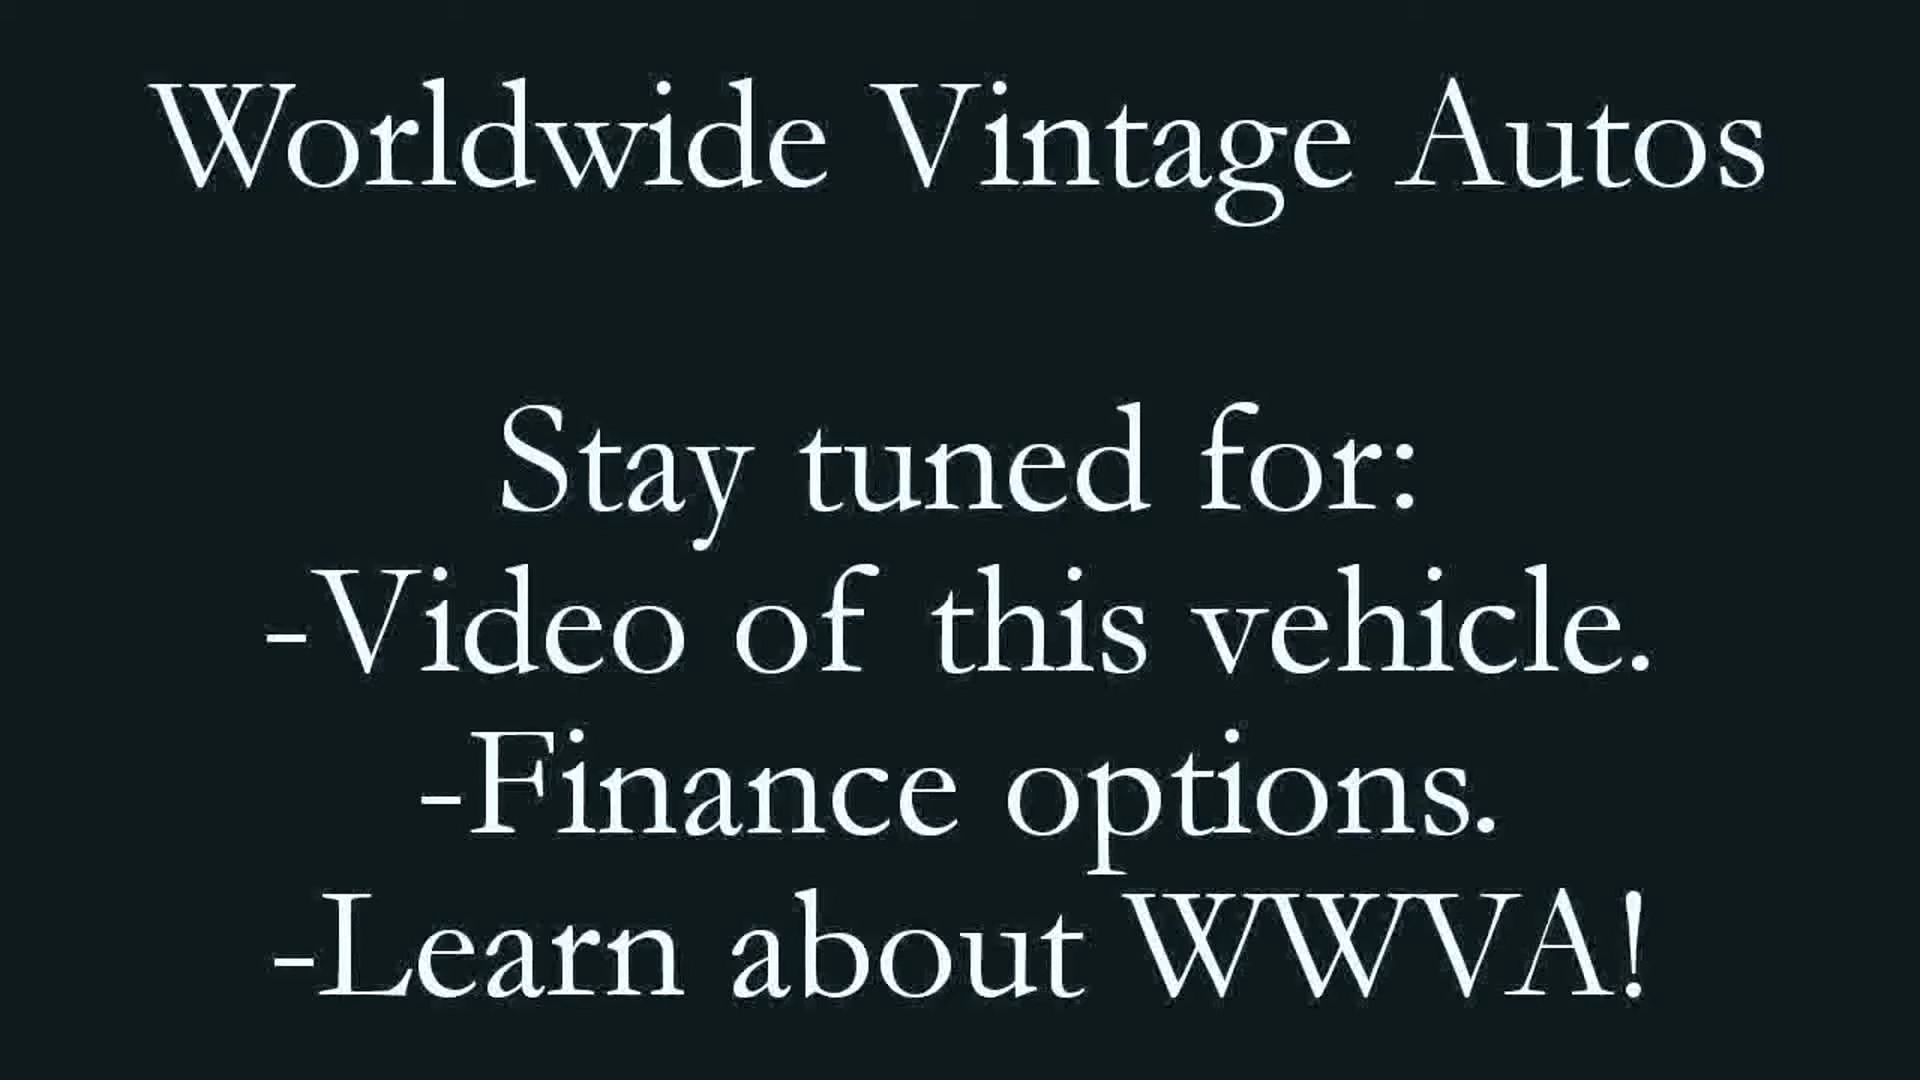 Worldwide Vintage Autos
Stay tuned for:
-Video of this vehicle.
-Finance options.
-Learn about WWVA!